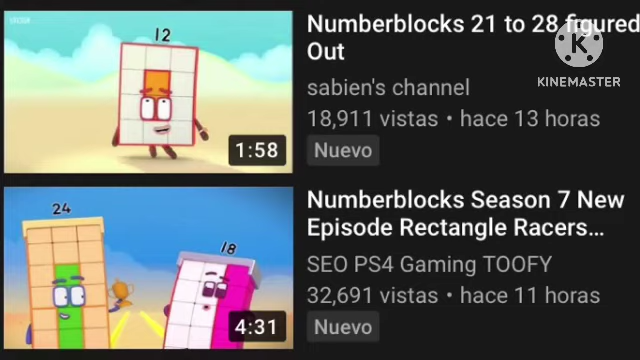 12
1:58
Numberblocks 21 to 28 figured
Out
sabien's channel
18,911 vistas • hace 13 horas
Nuevo
K
KINEMASTER
24
18
4:31
Numberblocks Season 7 New
Episode Rectangle Racers...
SEO PS4 Gaming TOOFY
32,691 vistas • hace 11 horas
Nuevo